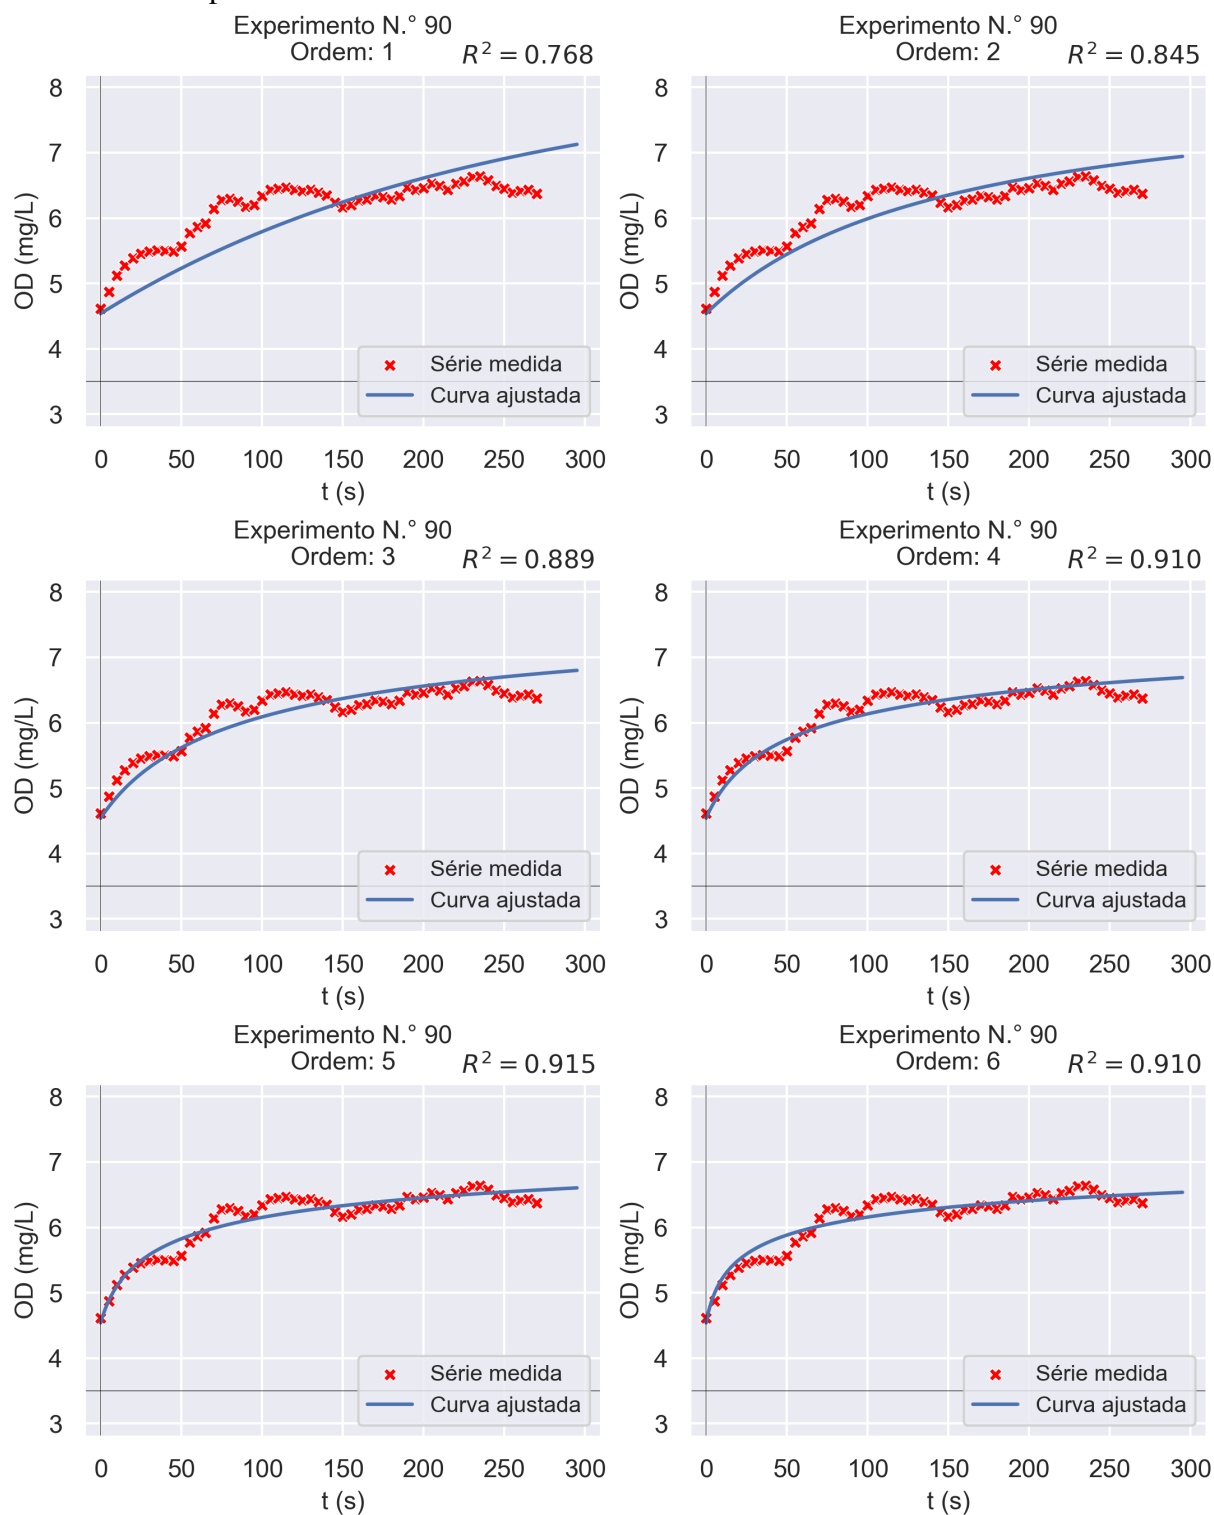 Experimento N.° 90
Ordem: 1
R² = 0.768
OD (mg/L)
8
7
6
5
4
3
Série medida
Curva ajustada
0 50 100 150 200 250 300
t (s)
Experimento N.° 90
Ordem: 2
R² = 0.845
OD (mg/L)
8
7
6
5
4
3
Série medida
Curva ajustada
0 50 100 150 200 250 300
t (s)
Experimento N.° 90
Ordem: 3
R² = 0.889
OD (mg/L)
8
7
6
5
4
3
Série medida
Curva ajustada
0 50 100 150 200 250 300
t (s)
Experimento N.° 90
Ordem: 4
R² = 0.910
OD (mg/L)
8
7
6
5
4
3
Série medida
Curva ajustada
0 50 100 150 200 250 300
t (s)
Experimento N.° 90
Ordem: 5
R² = 0.915
OD (mg/L)
8
7
6
5
4
3
Série medida
Curva ajustada
0 50 100 150 200 250 300
t (s)
Experimento N.° 90
Ordem: 6
R² = 0.910
OD (mg/L)
8
7
6
5
4
3
Série medida
Curva ajustada
0 50 100 150 200 250 300
t (s)